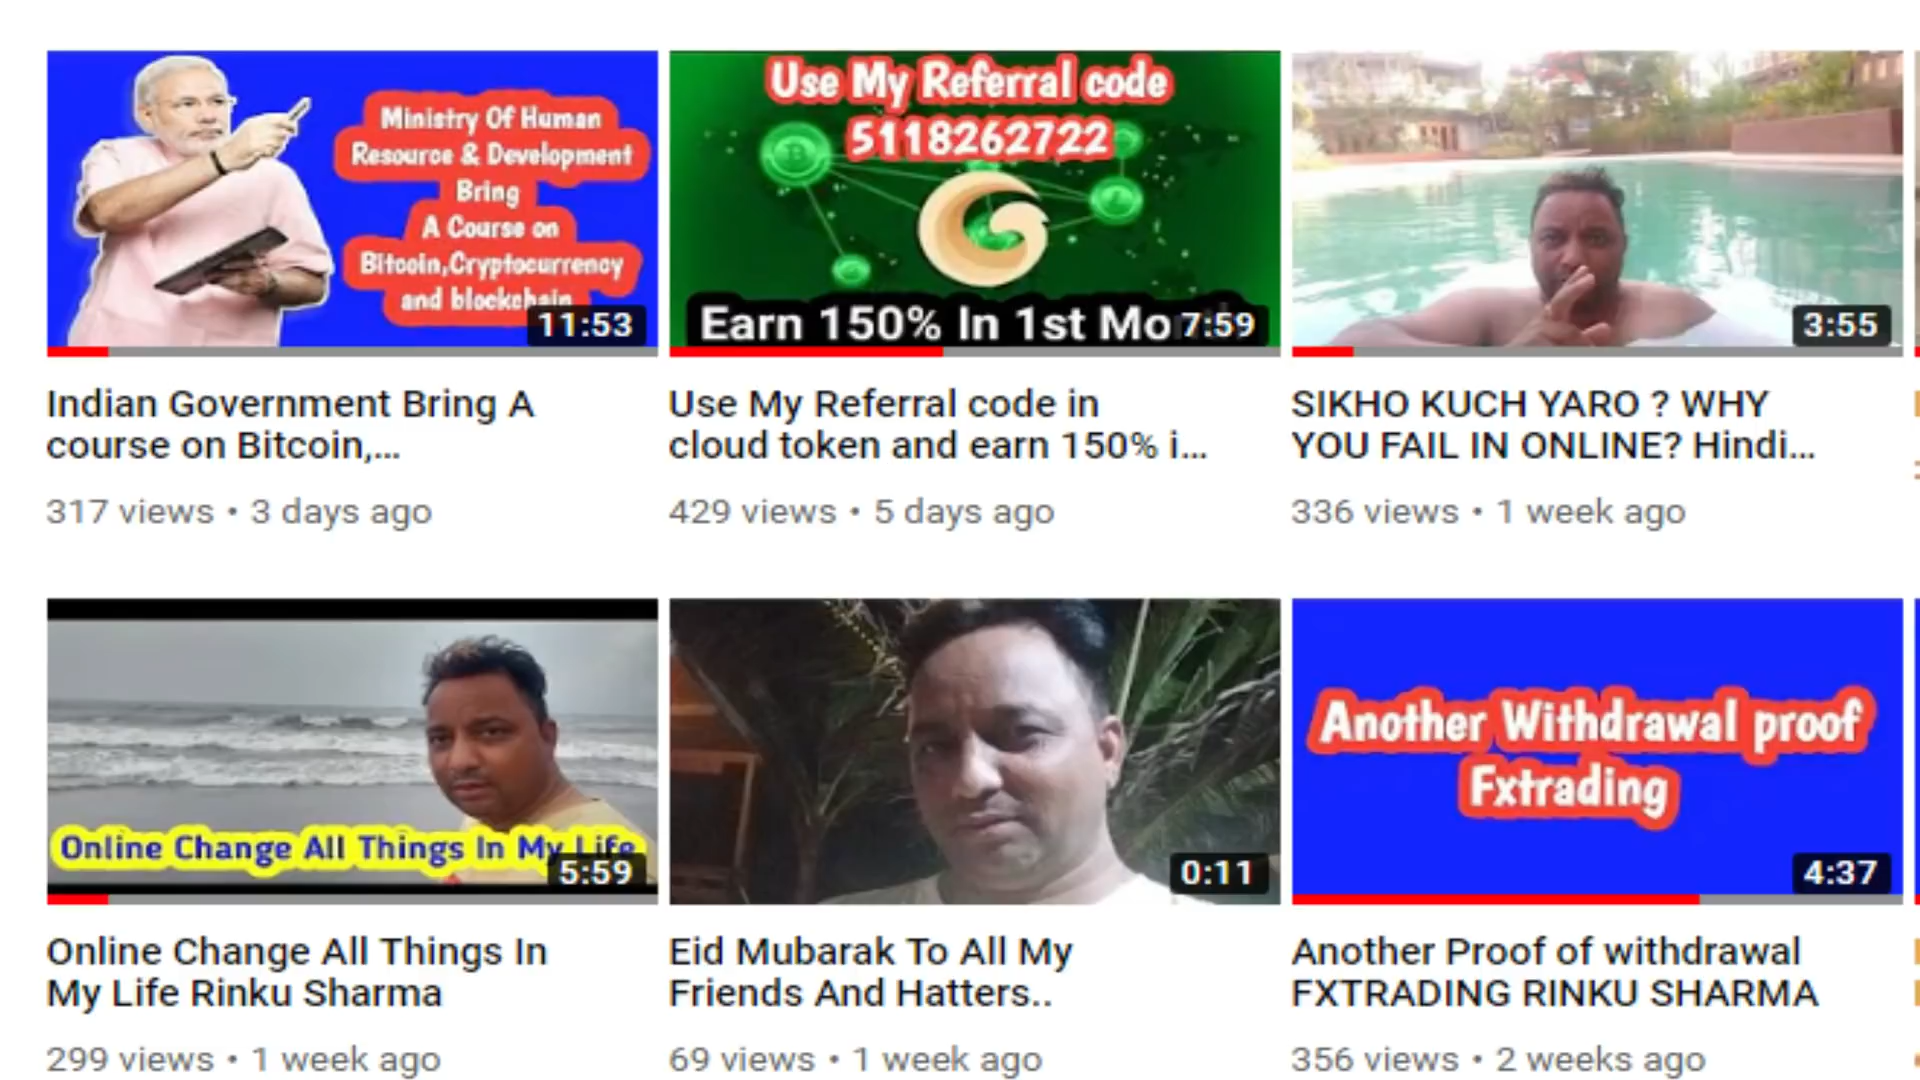 Ministry Of Human
Resource & Development
Bring
A Course on
Bitcoin,Cryptocurrency
and blockchain
11:53
Use My Referral code
5118262722
Earn 150% In 1st Mo
7:59
3:55
Indian Government Bring A
course on Bitcoin,...
317 views • 3 days ago
Use My Referral code in
cloud token and earn 150% i...
429 views • 5 days ago
SIKHO KUCH YARO ? WHY
YOU FAIL IN ONLINE? Hindi...
336 views • 1 week ago
Online Change All Things In My Life
5:59
0:11
Another Withdrawal proof
Fxtrading
4:37
Online Change All Things In
My Life Rinku Sharma
299 views • 1 week ago
Eid Mubarak To All My
Friends And Hatters..
69 views • 1 week ago
Another Proof of withdrawal
FXTRADING RINKU SHARMA
356 views • 2 weeks ago